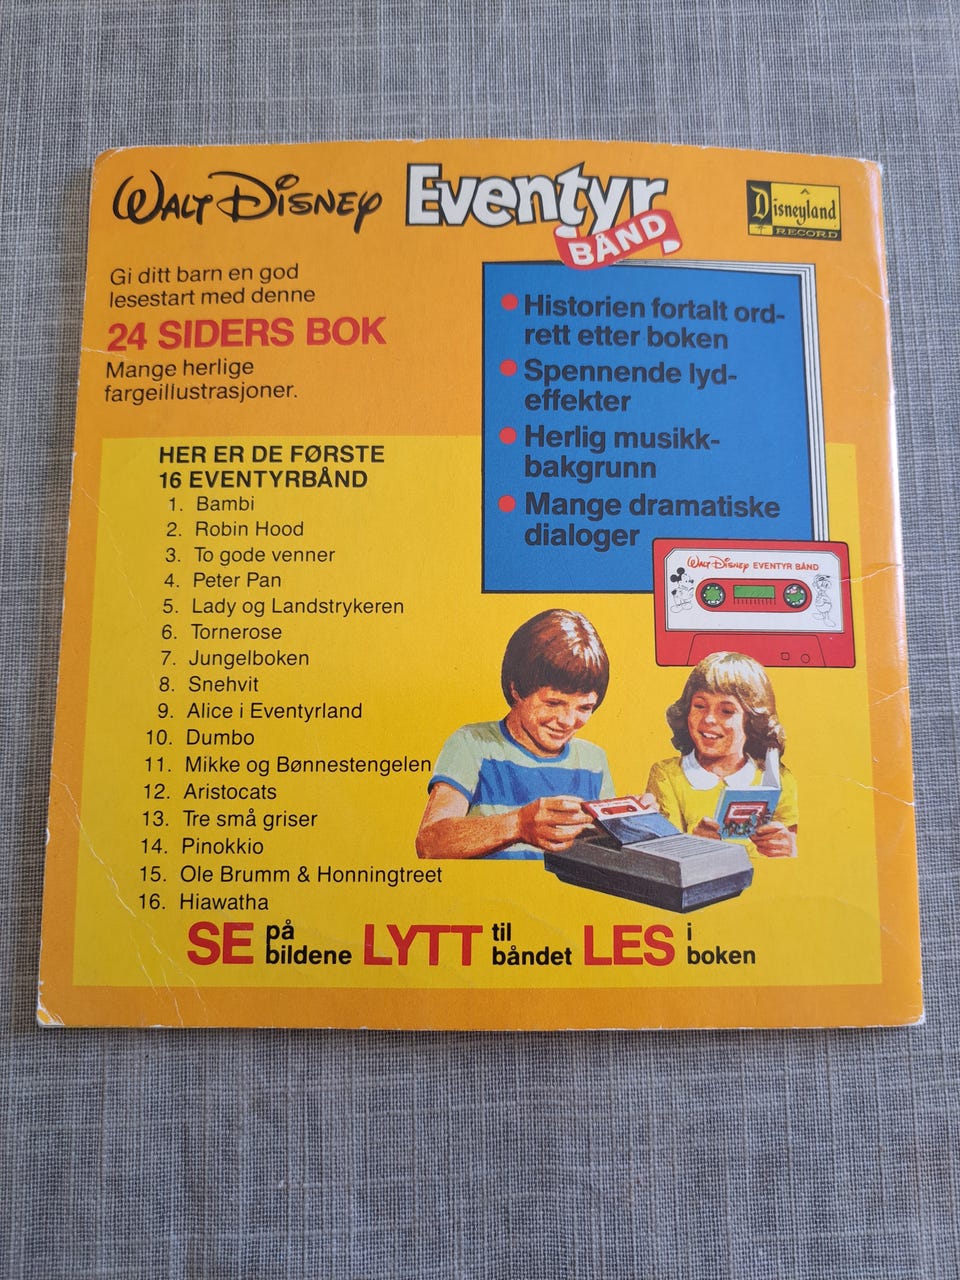 WALT DISNEY Eventyr
BÅND
Disneyland
RECORD
Gi ditt barn en god
lesestart med denne
24 SIDERS BOK
Mange herlige
fargeillustrasjoner.
Historien fortalt ord-
rett etter boken
Spennende lyd-
effekter
Herlig musikk-
bakgrunn
Mange dramatiske
dialoger
WALT DISNEY EVENTYR BÅND
HER ER DE FØRSTE
16 EVENTYRBÅND
1. Bambi
2. Robin Hood
3. To gode venner
4. Peter Pan
5. Lady og Landstrykeren
6. Tornerose
7. Jungelboken
8. Snehvit
9. Alice i Eventyrland
10. Dumbo
11. Mikke og Bønnestengelen
12. Aristocats
13. Tre små griser
14. Pinokkio
15. Ole Brumm & Honningtreet
16. Hiawatha
SE på bildene LYTT til båndet LES i boken